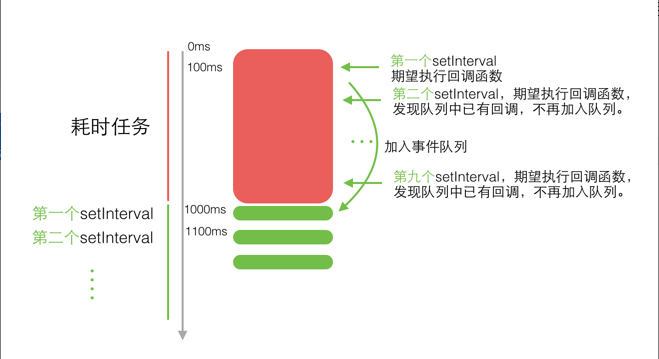 0ms
100ms
第一个setInterval
期望执行回调函数
第二个setInterval，期望执行回调函数，
发现队列中已有回调，不再加入队列。
耗时任务
加入事件队列
第九个setInterval，期望执行回调函数，
发现队列中已有回调，不再加入队列。
第一个setInterval
1000ms
第二个setInterval
1100ms